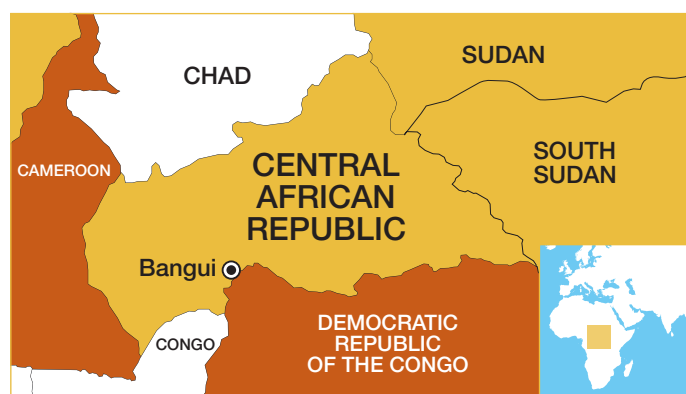 CHAD
SUDAN
CAMEROON
CENTRAL
AFRICAN
REPUBLIC
SOUTH
SUDAN
Bangui
CONGO
DEMOCRATIC
REPUBLIC
OF THE CONGO